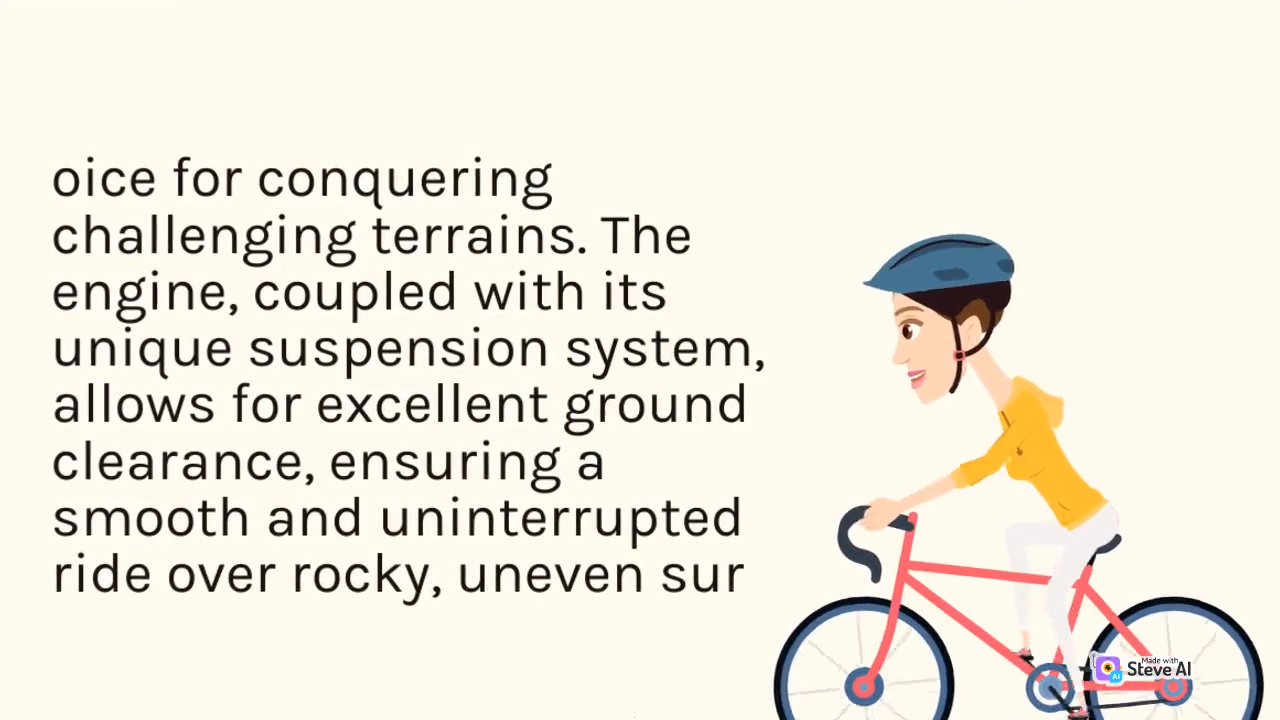 oice for conquering
challenging terrains. The
engine, coupled with its
unique suspension system,
allows for excellent ground
clearance, ensuring a
smooth and uninterrupted
ride over rocky, uneven sur
Made with
Steve AI
AI